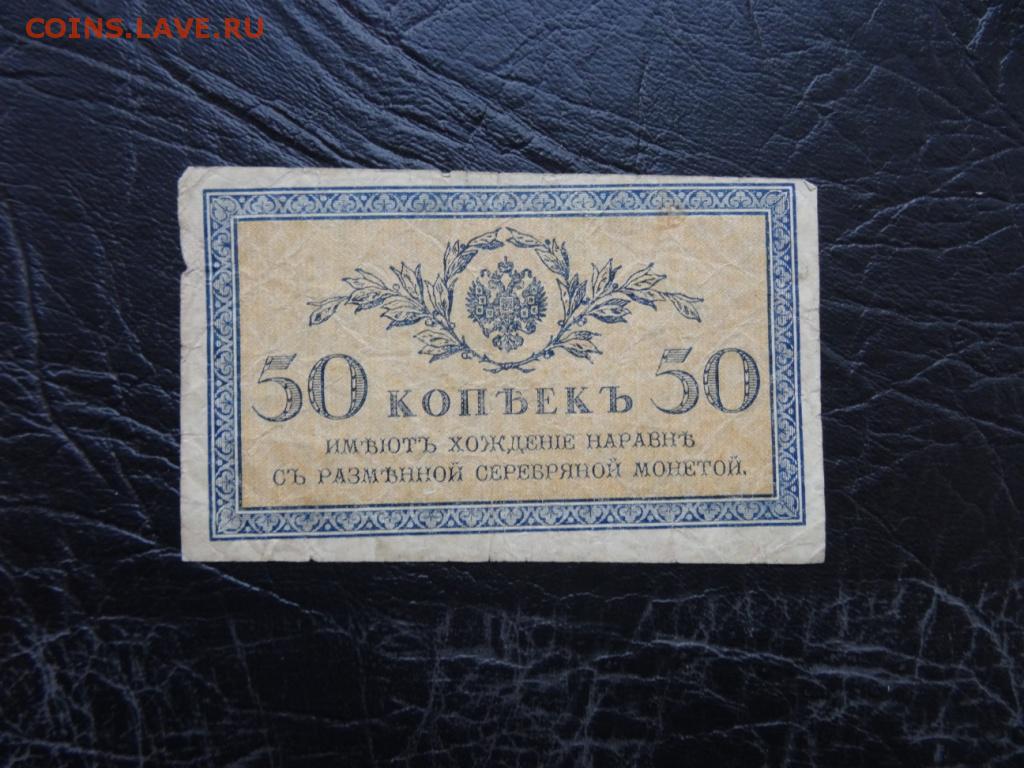 COINS.LAVE.RU
50 КОПѢЕКЪ 50
ИМѢЮТЪ ХОЖДЕНІЕ НАРАВНѢ
СЪ РАЗМѢННОЙ СЕРЕБРЯНОЙ МОНЕТОЙ.